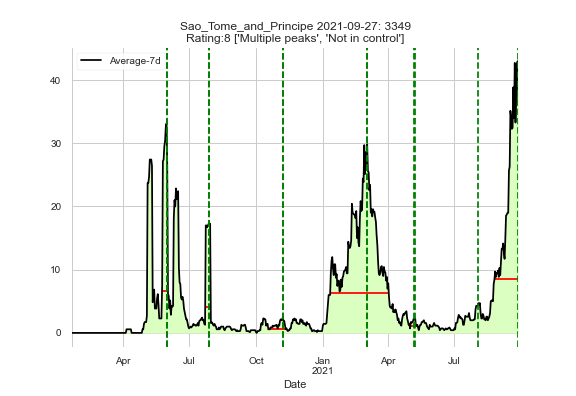 Sao_Tome_and_Principe 2021-09-27: 3349
Rating:8 ['Multiple peaks', 'Not in control']
Average-7d
40
30
20
10
0
Apr Jul Oct Jan Apr Jul
2021
Date